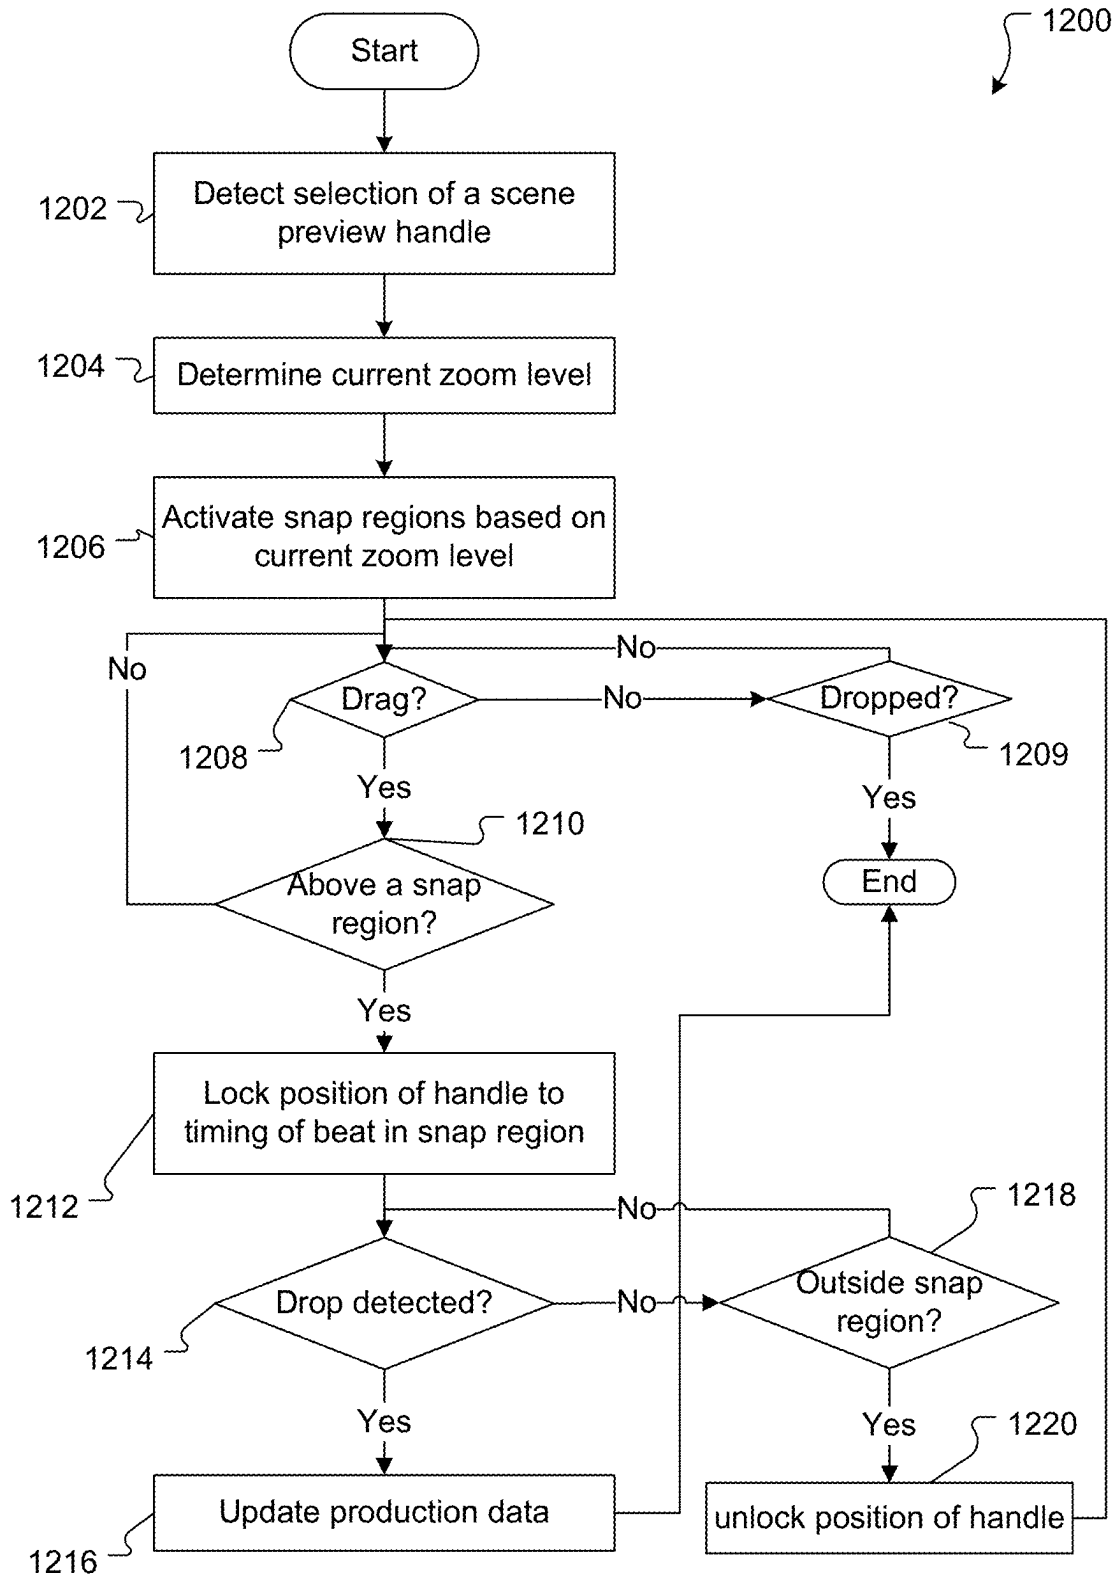 1200
Start
1202
Detect selection of a scene
preview handle
1204
Determine current zoom level
1206
Activate snap regions based on
current zoom level
No
No
Drag?
No
Dropped?
1208
1209
Yes
Yes
1210
Above a snap
region?
End
Yes
Lock position of handle to
timing of beat in snap region
1212
No
1218
Drop detected?
No
Outside snap
region?
1214
Yes
Yes
1220
Update production data
unlock position of handle
1216